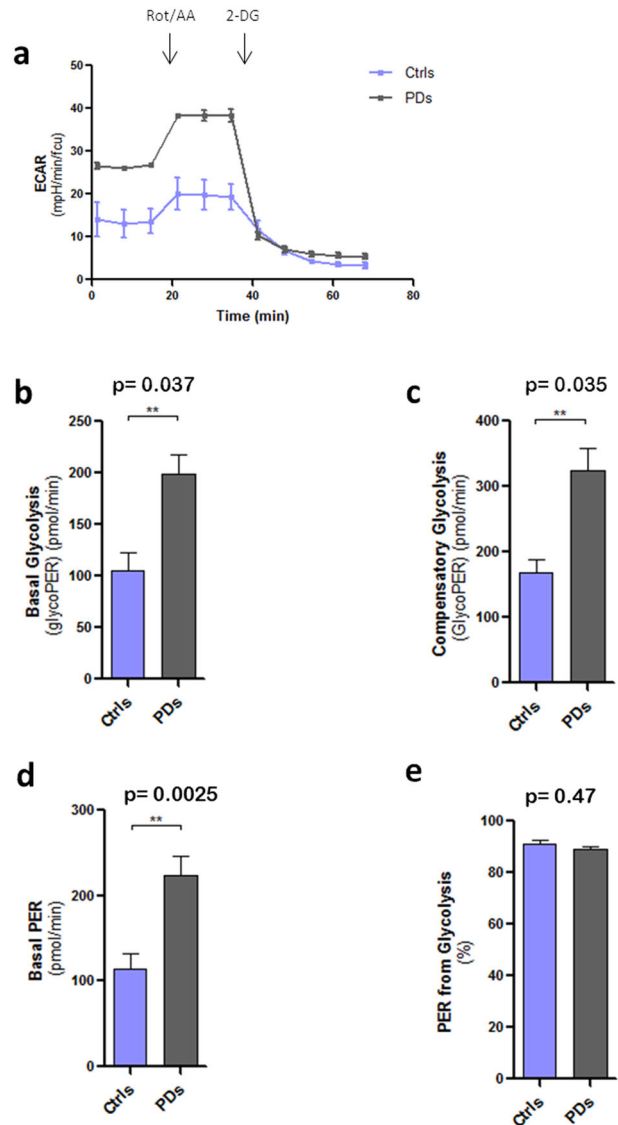 Rot/AA 2-DG
a
Ctrls
PDs
50
40
30
20
10
0
ECAR
(mpH/min/fcu)
0 20 40 60 80
Time (min)
b
p= 0.037
**
250
200
150
100
50
0
Basal Glycolysis
(glycoPER) (pmol/min)
Ctrls PDs
c
p= 0.035
**
400
300
200
100
0
Compensatory Glycolysis
(GlycoPER) (pmol/min)
Ctrls PDs
d
p= 0.0025
**
300
200
100
0
Basal PER
(pmol/min)
Ctrls PDs
e
p= 0.47
100
80
60
40
20
0
PER from Glycolysis
(%)
Ctrls PDs